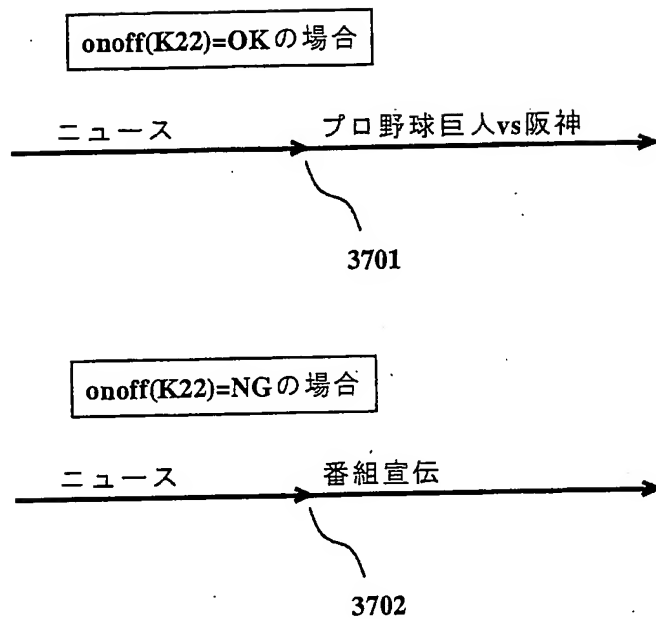 onoff(K22)=OKの場合
ニュース
プロ野球巨人vs阪神
3701
onoff(K22)=NGの場合
ニュース
番組宣伝
3702